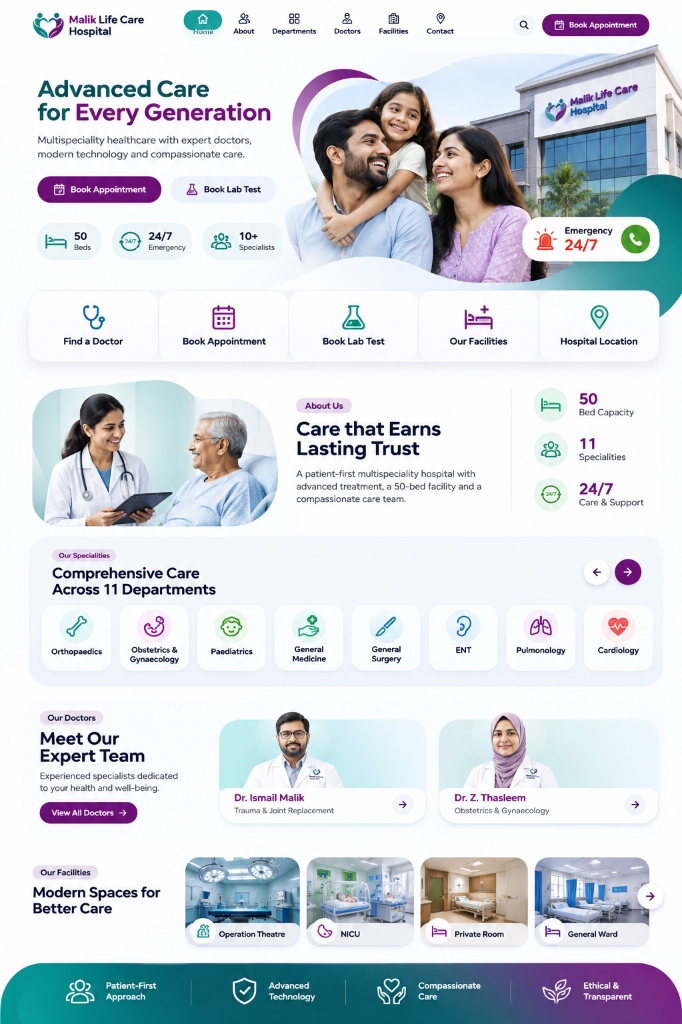 Malik Life Care
Hospital
Home
About
Departments
Doctors
Facilities
Contact
Book Appointment
Advanced Care
for Every Generation
Multispeciality healthcare with expert doctors,
modern technology and compassionate care.
Book Appointment
Book Lab Test
50
Beds
24/7
24/7
Emergency
10+
Specialists
Malik Life Care
Hospital
Emergency
24/7
Find a Doctor
Book Appointment
Book Lab Test
Our Facilities
Hospital Location
About Us
Care that Earns
Lasting Trust
A patient-first multispeciality hospital with
advanced treatment, a 50-bed facility and a
compassionate care team.
50
Bed Capacity
11
Specialities
24/7
24/7
Care & Support
Our Specialities
Comprehensive Care
Across 11 Departments
Orthopaedics
Obstetrics &
Gynaecology
Paediatrics
General
Medicine
General
Surgery
ENT
Pulmonology
Cardiology
Our Doctors
Meet Our
Expert Team
Experienced specialists dedicated
to your health and well-being.
View All Doctors
Dr. Ismail Malik
Trauma & Joint Replacement
Dr. Z. Thasleem
Obstetrics & Gynaecology
Our Facilities
Modern Spaces for
Better Care
Operation Theatre
NICU
Private Room
General Ward
Patient-First
Approach
Advanced
Technology
Compassionate
Care
Ethical &
Transparent